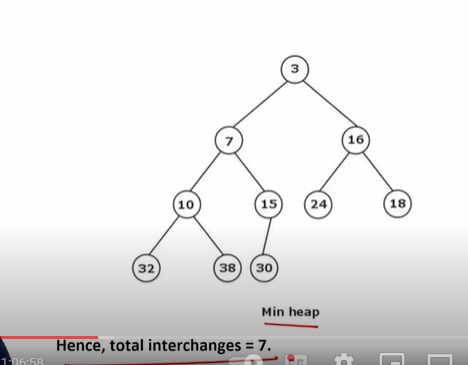 3
7 16
10 15 24 18
32 38 30
Min heap
Hence, total interchanges = 7.
1:06:58